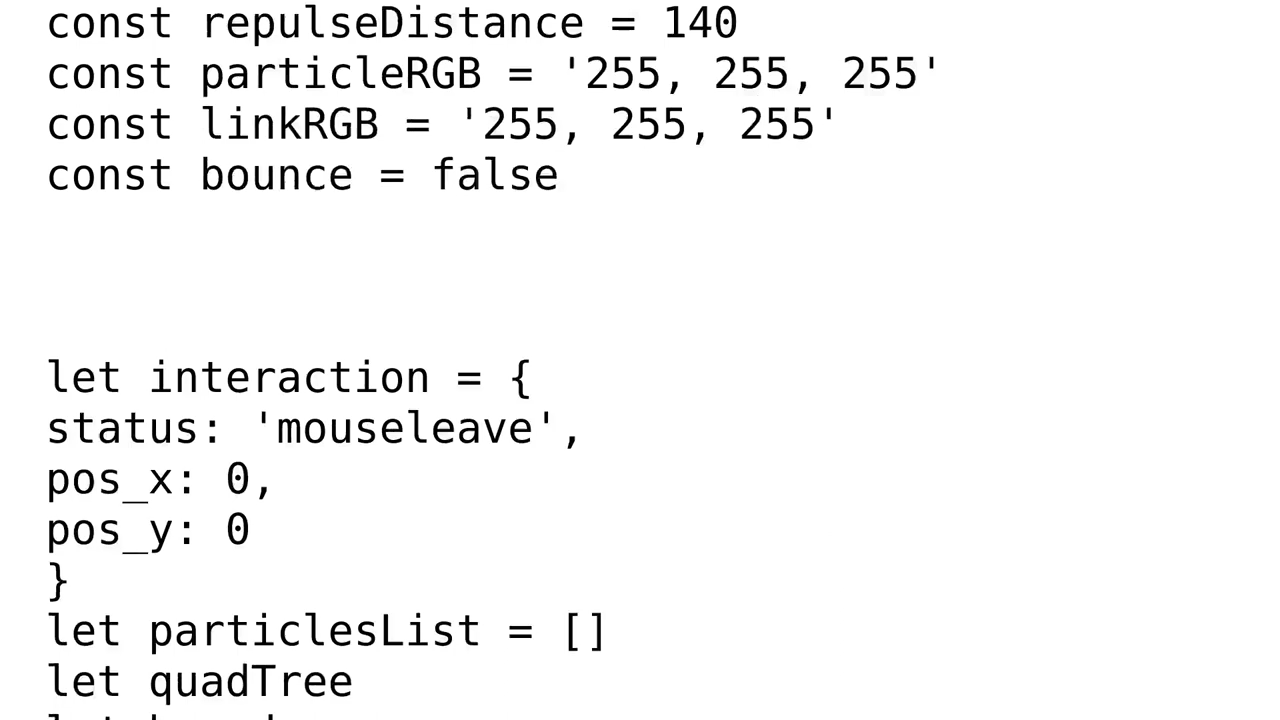 const repulseDistance = 140
const particleRGB = '255, 255, 255'
const linkRGB = '255, 255, 255'
const bounce = false
let interaction = {
status: 'mouseleave',
pos_x: 0,
pos_y: 0
}
let particlesList = []
let quadTree